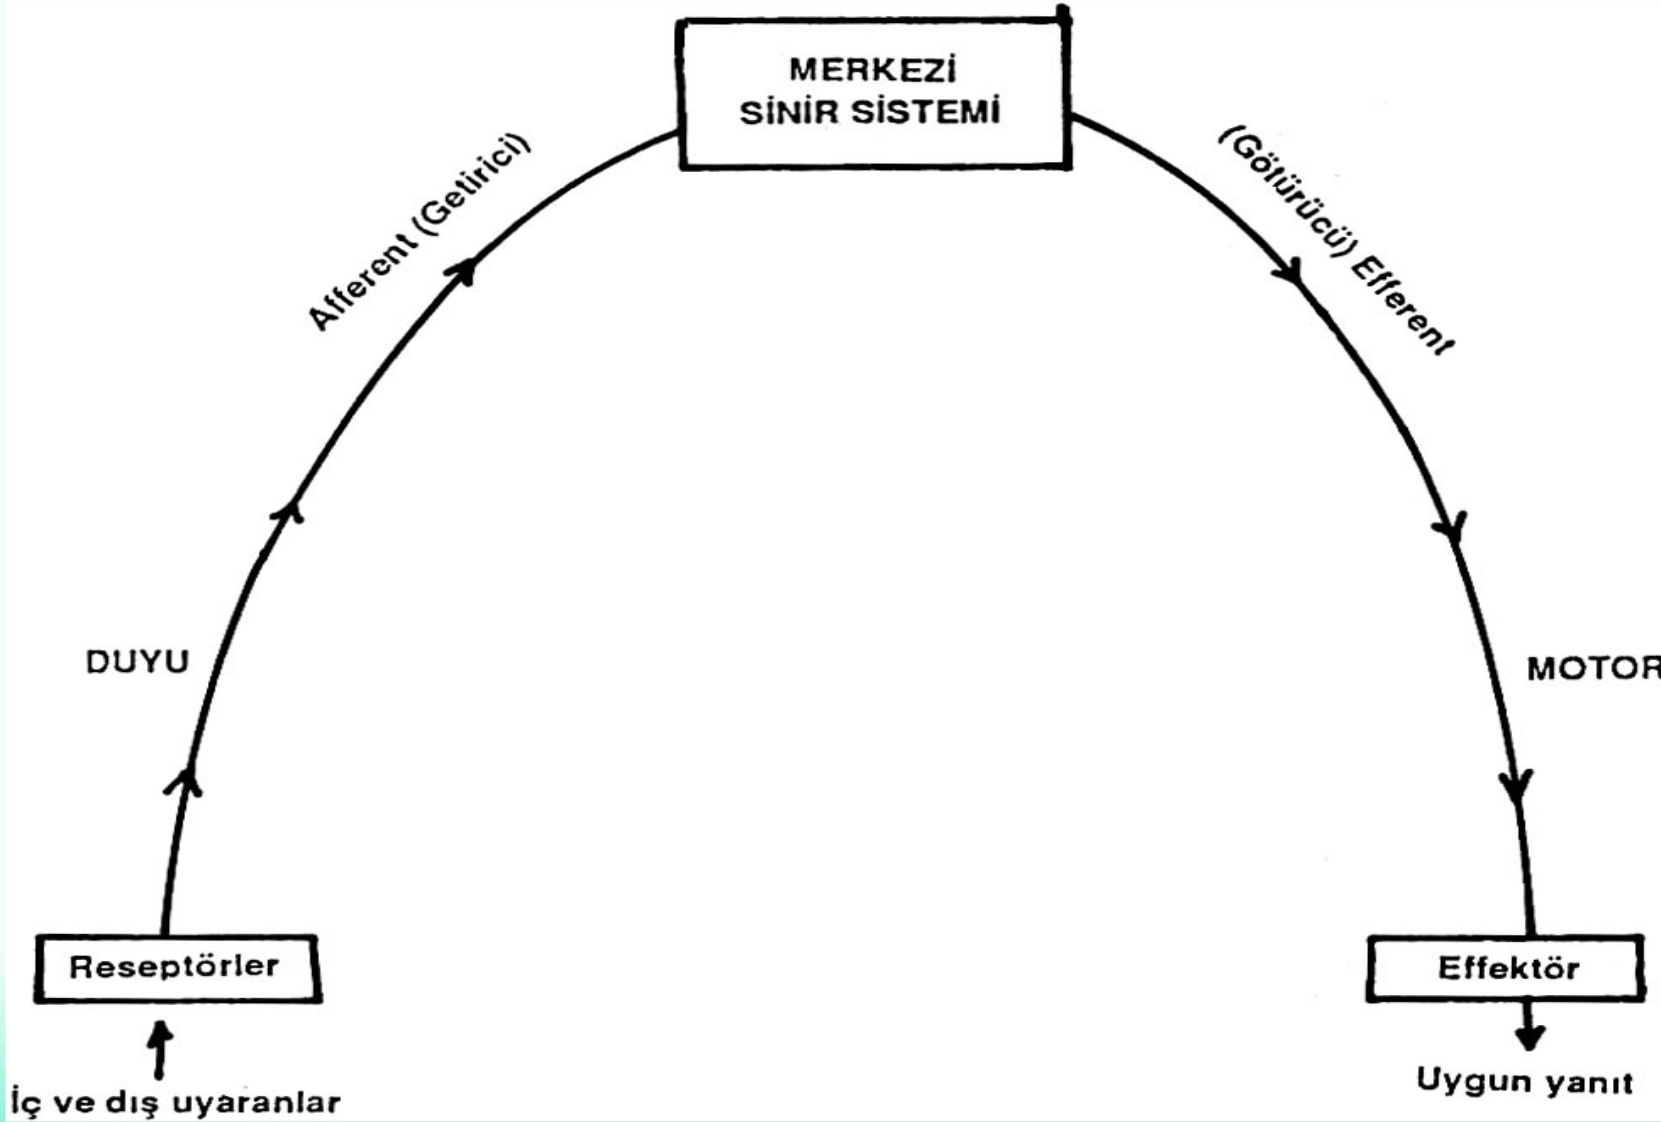 MERKEZİ
SİNİR SİSTEMİ
Afferent (Getirici)
(Götürücü) Efferent
DUYU
MOTOR
Reseptörler
Effektör
İç ve dış uyaranlar
Uygun yanıt